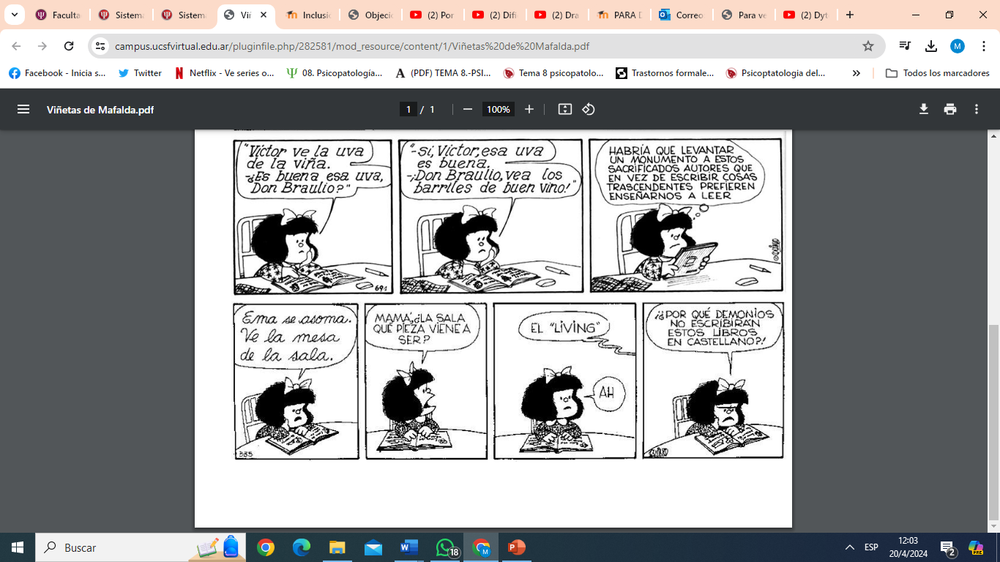 Faculta
Sistema
Sistema
Viñ
Inclusió
Objeció
(2) Por
(2) Difi
(2) Dra
PARA D
Correo
Para ve
(2) Dyt
campus.ucsfvirtual.edu.ar/pluginfile.php/282581/mod_resource/content/1/Viñetas%20de%20Mafalda.pdf
M
Facebook - Inicia s...
Twitter
Netflix - Ve series o...
08. Psicopatología...
(PDF) TEMA 8.-PSI...
Tema 8 psicopatolo...
Trastornos formale...
Psicoptatologia del...
Todos los marcadores
Viñetas de Mafalda.pdf
1 / 1
100%
"Víctor ve la uva
de la viña.
-¿Es buena esa uva,
Don Braulio?"
691
"-Sí, Víctor, esa uva
es buena.
-¡Don Braulio, vea los
barriles de buen vino!"
HABRÍA QUE LEVANTAR
UN MONUMENTO A ESTOS
SACRIFICADOS AUTORES QUE
EN VEZ DE ESCRIBIR COSAS
TRASCENDENTES PREFIEREN
ENSEÑARNOS A LEER
©QUINO
Ema se asoma.
Ve la mesa
de la sala.
335
MAMÁ, ¿LA SALA
QUÉ PIEZA VIENE A
SER?
EL "LIVING"
AH
¡¿POR QUÉ DEMONIOS
NO ESCRIBIRÁN
ESTOS LIBROS
EN CASTELLANO?!
QUINO
Buscar
18
M
ESP
12:03
20/4/2024
2
PRE